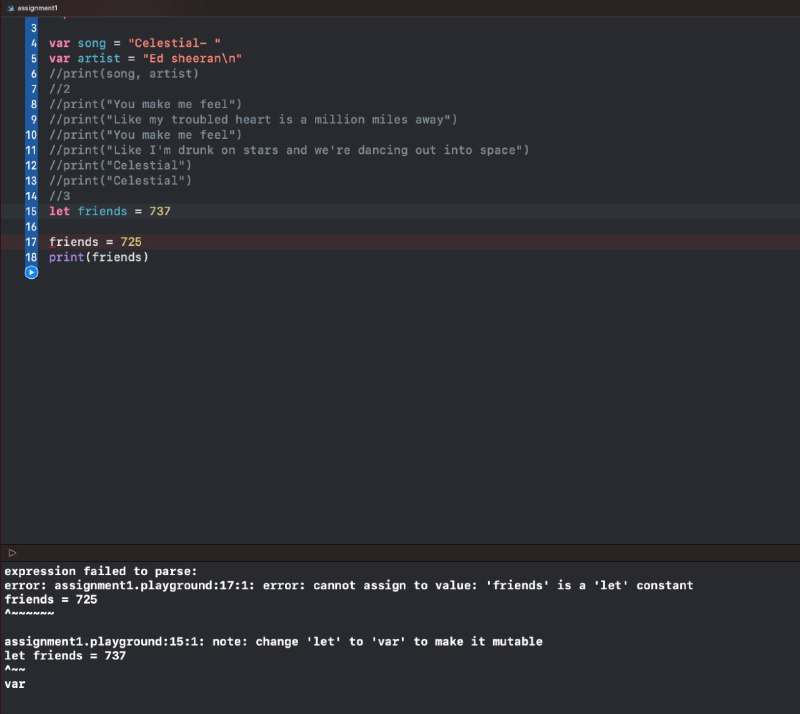 assignment1
3
4 var song = "Celestial- "
5 var artist = "Ed sheeran\n"
6 //print(song, artist)
7 //2
8 //print("You make me feel")
9 //print("Like my troubled heart is a million miles away")
10 //print("You make me feel")
11 //print("Like I'm drunk on stars and we're dancing out into space")
12 //print("Celestial")
13 //print("Celestial")
14 //3
15 let friends = 737
16
17 friends = 725
18 print(friends)
expression failed to parse:
error: assignment1.playground:17:1: error: cannot assign to value: 'friends' is a 'let' constant
friends = 725
^~~~~~~
assignment1.playground:15:1: note: change 'let' to 'var' to make it mutable
let friends = 737
^~~
var